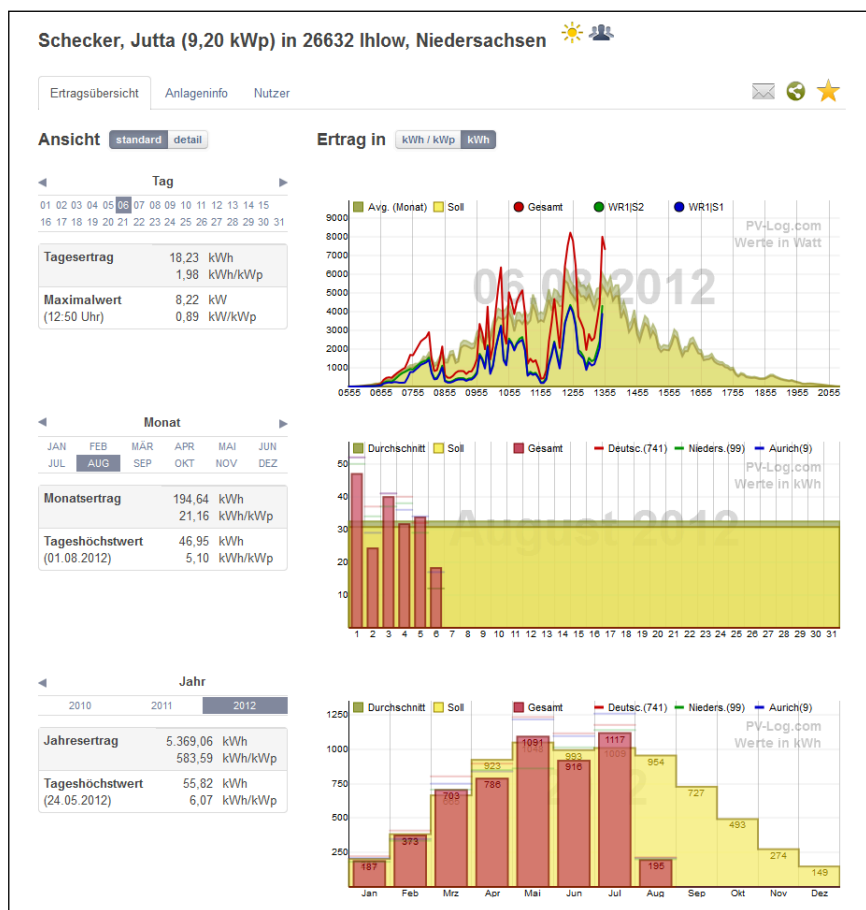 Schecker, Jutta (9,20 kWp) in 26632 Ihlow, Niedersachsen
Ertragsübersicht Anlageninfo Nutzer
Ansicht standard detail
Ertrag in kWh / kWp kWh
Tag
01 02 03 04 05 06 07 08 09 10 11 12 13 14 15
16 17 18 19 20 21 22 23 24 25 26 27 28 29 30 31
Tagesertrag 18,23 kWh
1,98 kWh/kWp
Maximalwert 8,22 kW
(12:50 Uhr) 0,89 kW/kWp
Avg. (Monat) Soll Gesamt WR1|S2 WR1|S1
PV-Log.com
Werte in Watt
06.08.2012
9000
8000
7000
6000
5000
4000
3000
2000
1000
0555 0655 0755 0855 0955 1055 1155 1255 1355 1455 1555 1655 1755 1855 1955 2055
Monat
JAN FEB MÄR APR MAI JUN
JUL AUG SEP OKT NOV DEZ
Monatsertrag 194,64 kWh
21,16 kWh/kWp
Tageshöchstwert 46,95 kWh
(01.08.2012) 5,10 kWh/kWp
Durchschnitt Soll Gesamt Deutsc.(741) Nieders.(99) Aurich(9)
PV-Log.com
Werte in kWh
August 2012
50
40
30
20
10
1 2 3 4 5 6 7 8 9 10 11 12 13 14 15 16 17 18 19 20 21 22 23 24 25 26 27 28 29 30 31
Jahr
2010 2011 2012
Jahresertrag 5.369,06 kWh
583,59 kWh/kWp
Tageshöchstwert 55,82 kWh
(24.05.2012) 6,07 kWh/kWp
Durchschnitt Soll Gesamt Deutsc.(741) Nieders.(99) Aurich(9)
PV-Log.com
Werte in kWh
2012
1250
1000
750
500
250
187 373 703 786 923 1091 993 916 1117 1009 954 195 727 493 274 149
Jan Feb Mrz Apr Mai Jun Jul Aug Sep Okt Nov Dez